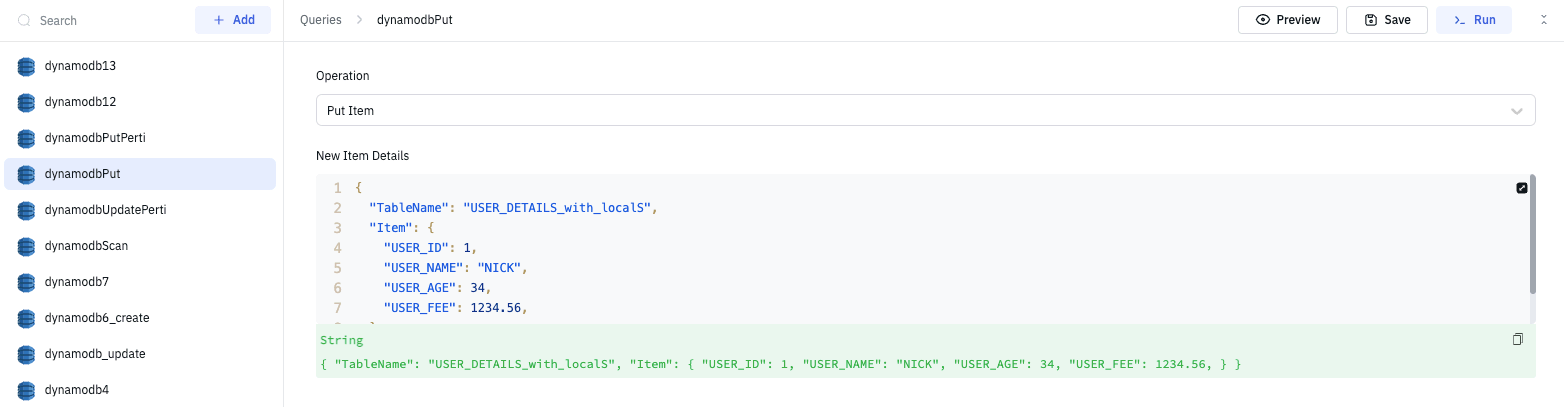 Search
+ Add
Queries > dynamodbPut
Preview
Save
Run
dynamodb13
dynamodb12
dynamodbPutPerti
dynamodbPut
dynamodbUpdatePerti
dynamodbScan
dynamodb7
dynamodb6_create
dynamodb_update
dynamodb4
Operation
Put Item
New Item Details
1 {
2 "TableName": "USER_DETAILS_with_localS",
3 "Item": {
4 "USER_ID": 1,
5 "USER_NAME": "NICK",
6 "USER_AGE": 34,
7 "USER_FEE": 1234.56,
String
{ "TableName": "USER_DETAILS_with_localS", "Item": { "USER_ID": 1, "USER_NAME": "NICK", "USER_AGE": 34, "USER_FEE": 1234.56, } }